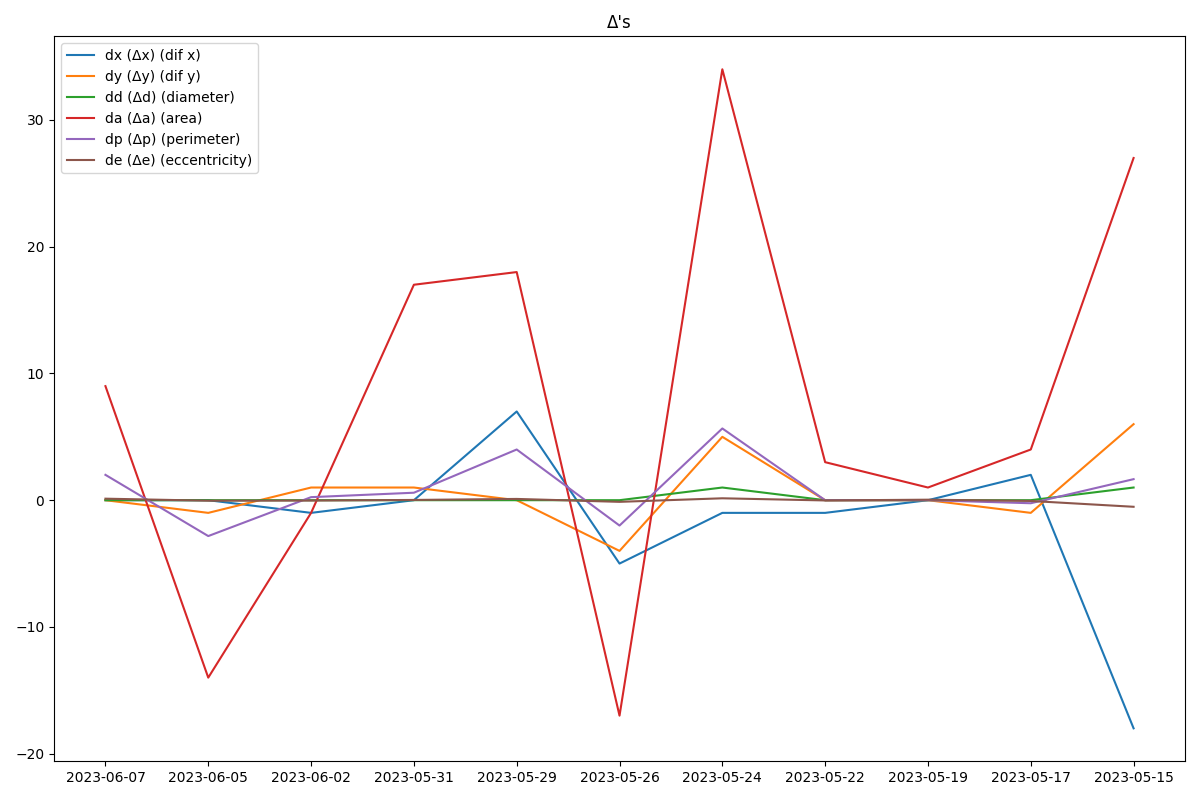 Δ's
dx (Δx) (dif x)
dy (Δy) (dif y)
dd (Δd) (diameter)
da (Δa) (area)
dp (Δp) (perimeter)
de (Δe) (eccentricity)
30
20
10
0
−10
−20
2023-06-07 2023-06-05 2023-06-02 2023-05-31 2023-05-29 2023-05-26 2023-05-24 2023-05-22 2023-05-19 2023-05-17 2023-05-15